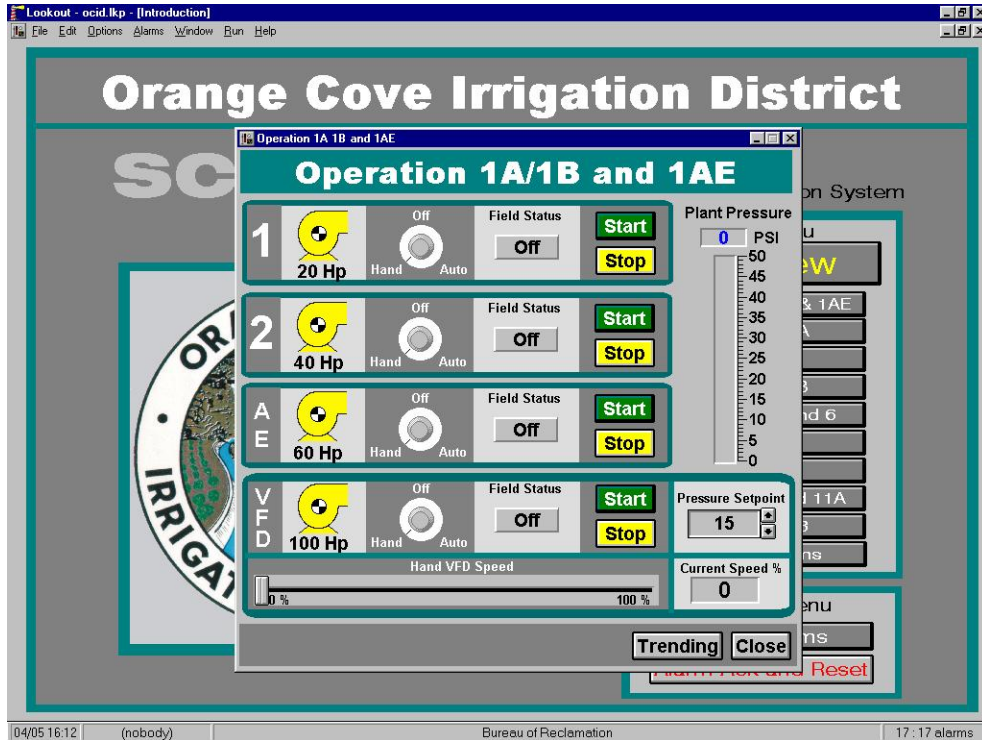 Lookout - ocid.lkp - [Introduction]
File Edit Options Alarms Window Run Help
Orange Cove Irrigation District
SC
on System
Operation 1A 1B and 1AE
Operation 1A/1B and 1AE
1
20 Hp
Off
Hand
Auto
Field Status
Off
Start
Stop
2
40 Hp
Off
Hand
Auto
Field Status
Off
Start
Stop
A
E
60 Hp
Off
Hand
Auto
Field Status
Off
Start
Stop
V
F
D
100 Hp
Off
Hand
Auto
Field Status
Off
Start
Stop
Hand VFD Speed
0 %
100 %
Plant Pressure
0 PSI
50
45
40
35
30
25
20
15
10
5
0
Pressure Setpoint
15
Current Speed %
0
Trending
Close
& 1AE
nd 6
11A
Alarm Ack and Reset
IRRIGAT
04/05 16:12
(nobody)
Bureau of Reclamation
17 : 17 alarms